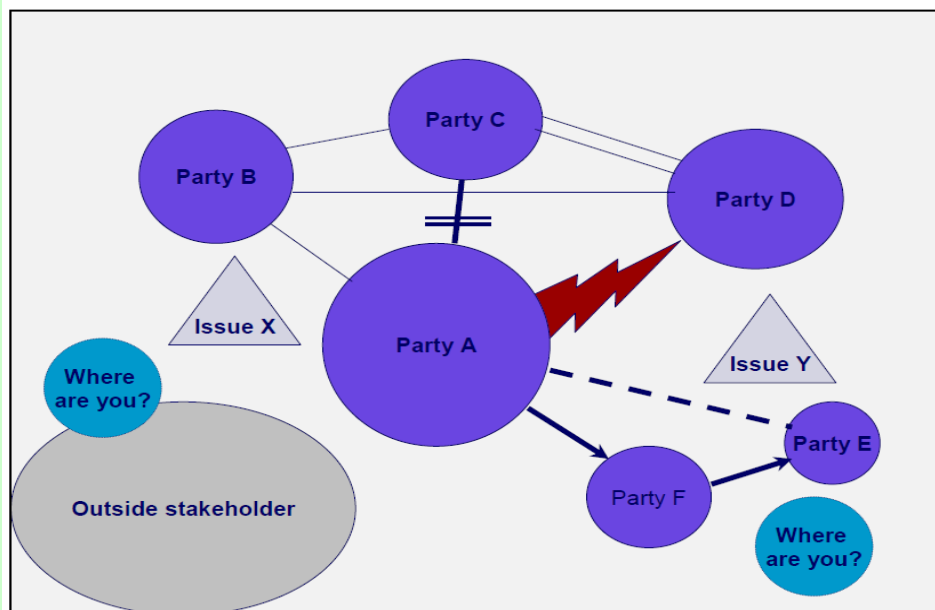 Party C
Party B
Party D
Issue X
Party A
Issue Y
Where
are you?
Party E
Party F
Outside stakeholder
Where
are you?